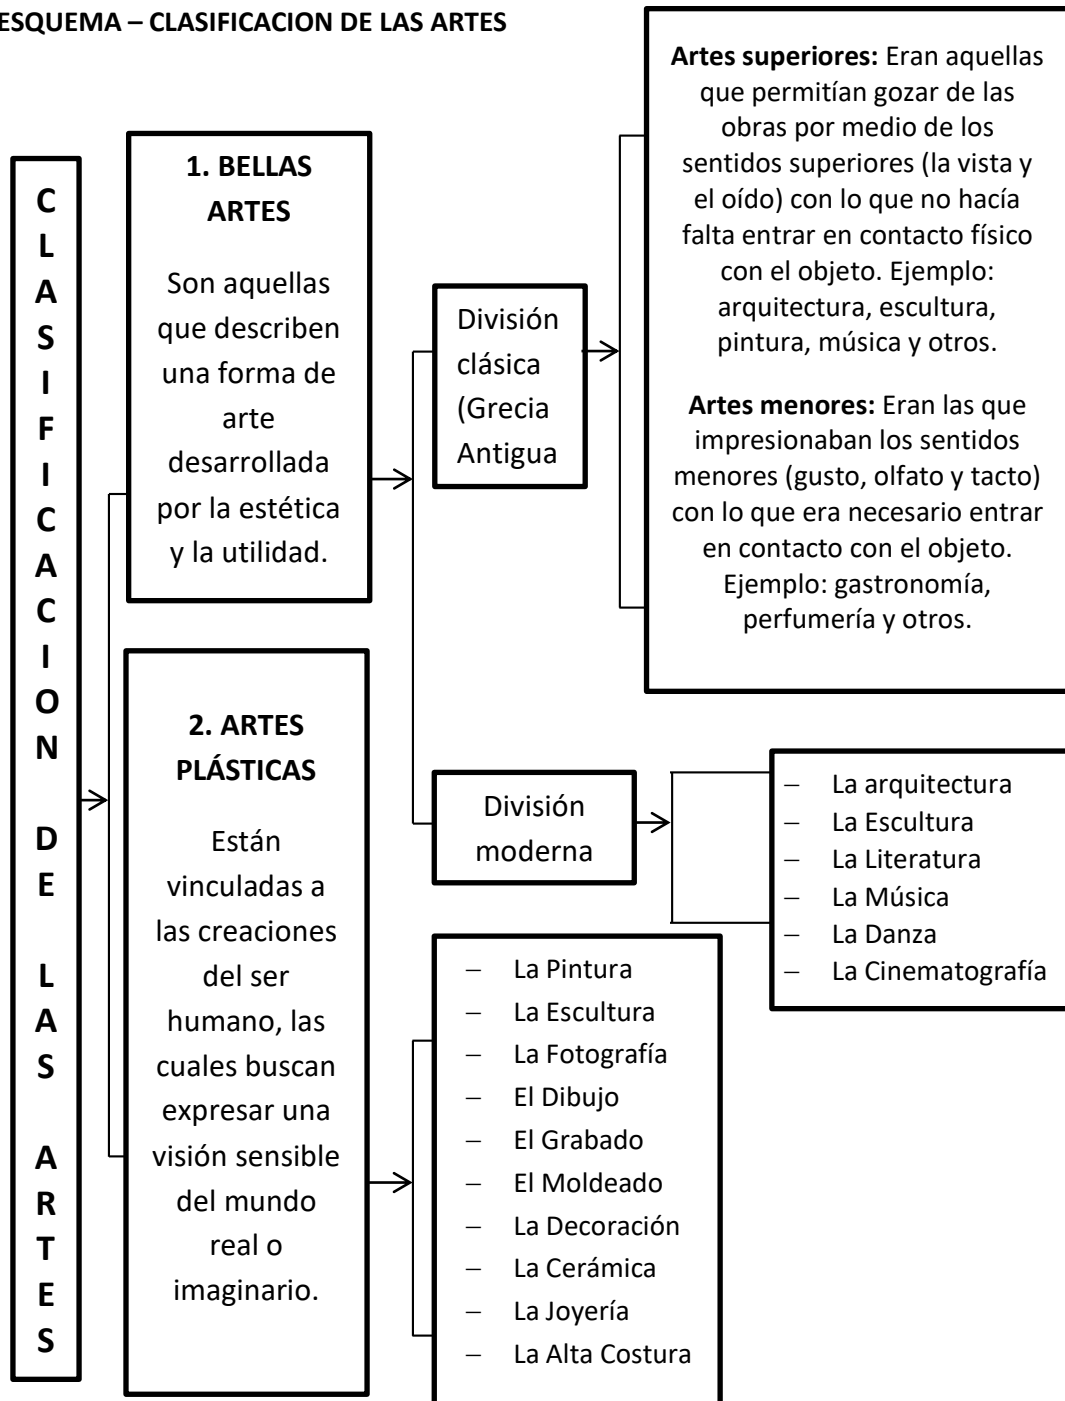 ESQUEMA – CLASIFICACION DE LAS ARTES
CLASIFICACION DE LAS ARTES
1. BELLAS
ARTES
Son aquellas
que describen
una forma de
arte
desarrollada
por la estética
y la utilidad.
División
clásica
(Grecia
Antigua
Artes superiores: Eran aquellas
que permitían gozar de las
obras por medio de los
sentidos superiores (la vista y
el oído) con lo que no hacía
falta entrar en contacto físico
con el objeto. Ejemplo:
arquitectura, escultura,
pintura, música y otros.
Artes menores: Eran las que
impresionaban los sentidos
menores (gusto, olfato y tacto)
con lo que era necesario entrar
en contacto con el objeto.
Ejemplo: gastronomía,
perfumería y otros.
División
moderna
– La arquitectura
– La Escultura
– La Literatura
– La Música
– La Danza
– La Cinematografía
2. ARTES
PLÁSTICAS
Están
vinculadas a
las creaciones
del ser
humano, las
cuales buscan
expresar una
visión sensible
del mundo
real o
imaginario.
– La Pintura
– La Escultura
– La Fotografía
– El Dibujo
– El Grabado
– El Moldeado
– La Decoración
– La Cerámica
– La Joyería
– La Alta Costura